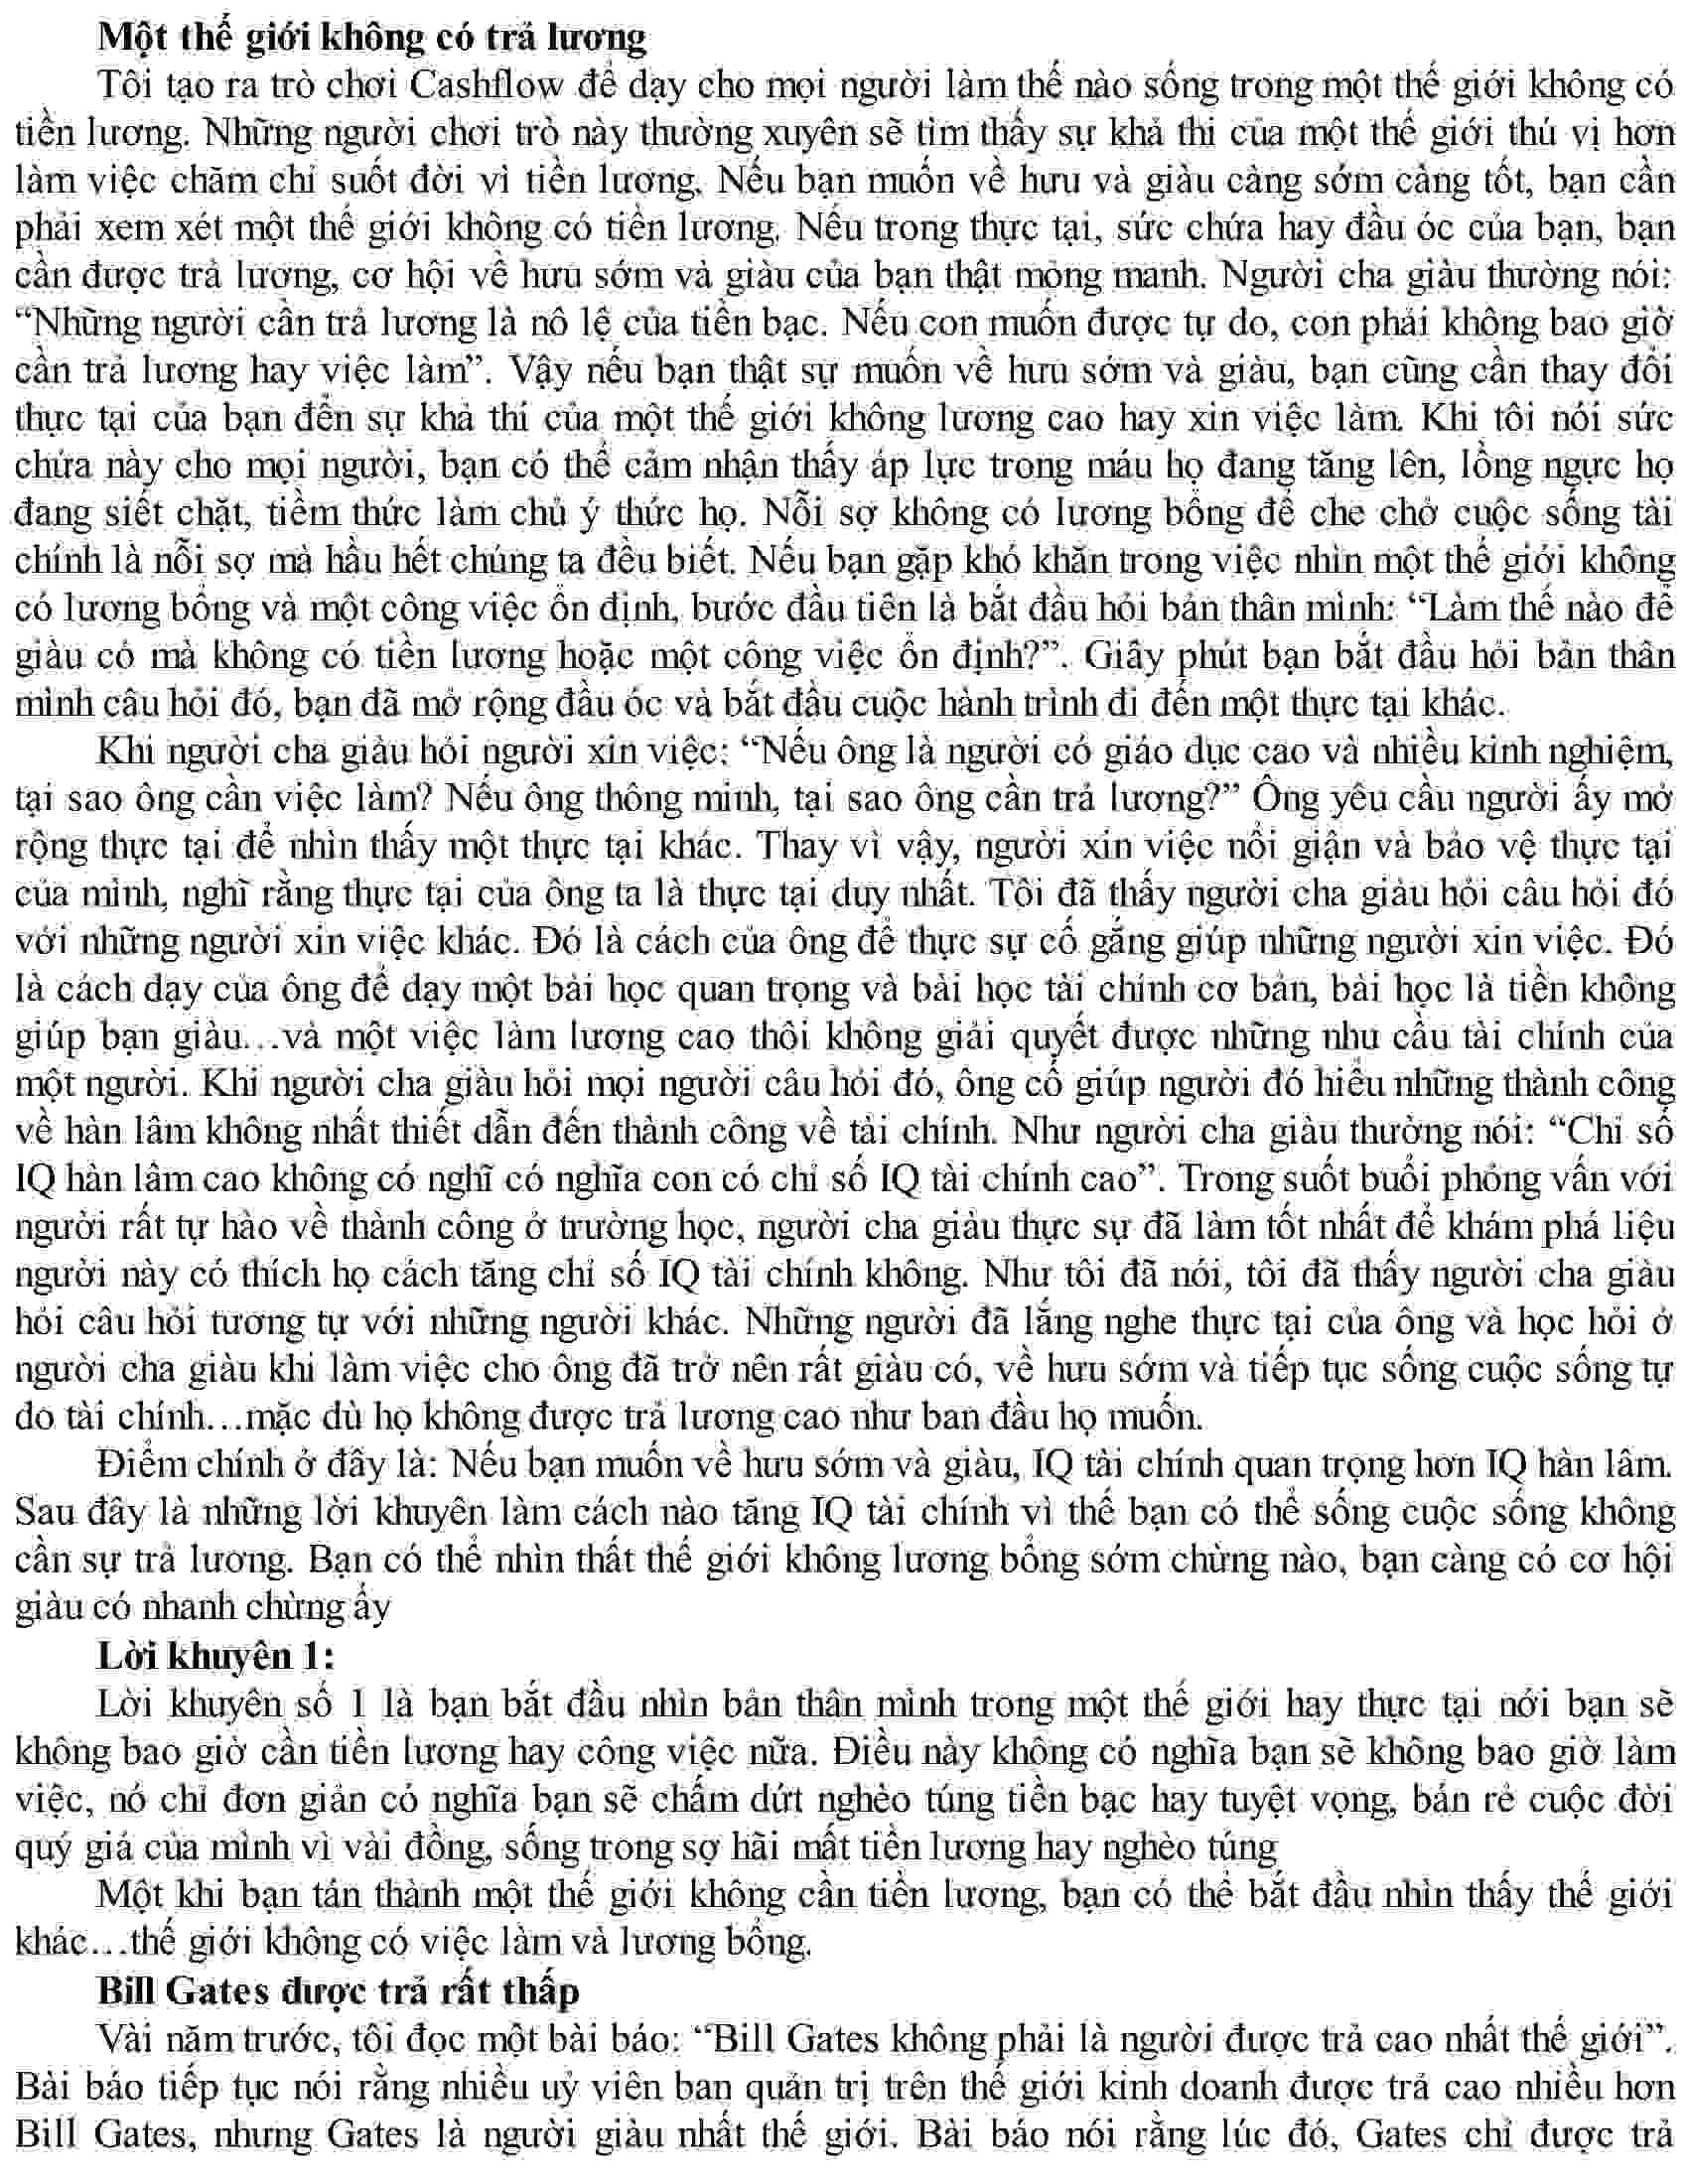 Một thế giới không có trả lương
Tôi tạo ra trò chơi Cashflow để dạy cho mọi người làm thế nào sống trong một thế giới không có
tiền lương. Những người chơi trò này thường xuyên sẽ tìm thấy sự khả thi của một thế giới thú vị hơn
làm việc chăm chỉ suốt đời vì tiền lương. Nếu bạn muốn về hưu và giàu càng sớm càng tốt, bạn cần
phải xem xét một thế giới không có tiền lương. Nếu trong thực tại, sức chứa hay đầu óc của bạn, bạn
cần được trả lương, cơ hội về hưu sớm và giàu của bạn thật mỏng manh. Người cha giàu thường nói:
“Những người cần trả lương là nô lệ của tiền bạc. Nếu con muốn được tự do, con phải không bao giờ
cần trả lương hay việc làm”. Vậy nếu bạn thật sự muốn về hưu sớm và giàu, bạn cũng cần thay đổi
thực tại của bạn đến sự khả thi của một thế giới không lương cao hay xin việc làm. Khi tôi nói sức
chứa này cho mọi người, bạn có thể cảm nhận thấy áp lực trong máu họ đang tăng lên, lồng ngực họ
đang siết chặt, tiềm thức làm chủ ý thức họ. Nỗi sợ không có lương bổng để che chở cuộc sống tài
chính là nỗi sợ mà hầu hết chúng ta đều biết. Nếu bạn gặp khó khăn trong việc nhìn một thế giới không
có lương bổng và một công việc ổn định, bước đầu tiên là bắt đầu hỏi bản thân mình: “Làm thế nào để
giàu có mà không có tiền lương hoặc một công việc ổn định?”. Giây phút bạn bắt đầu hỏi bản thân
mình câu hỏi đó, bạn đã mở rộng đầu óc và bắt đầu cuộc hành trình đi đến một thực tại khác.
Khi người cha giàu hỏi người xin việc: “Nếu ông là người có giáo dục cao và nhiều kinh nghiệm,
tại sao ông cần việc làm? Nếu ông thông minh, tại sao ông cần trả lương?” Ông yêu cầu người ấy mở
rộng thực tại để nhìn thấy một thực tại khác. Thay vì vậy, người xin việc nổi giận và bảo vệ thực tại
của mình, nghĩ rằng thực tại của ông ta là thực tại duy nhất. Tôi đã thấy người cha giàu hỏi câu hỏi đó
với những người xin việc khác. Đó là cách của ông để thực sự cố gắng giúp những người xin việc. Đó
là cách dạy của ông để dạy một bài học quan trọng và bài học tài chính cơ bản, bài học là tiền không
giúp bạn giàu…và một việc làm lương cao thôi không giải quyết được những nhu cầu tài chính của
một người. Khi người cha giàu hỏi mọi người câu hỏi đó, ông cố giúp người đó hiểu những thành công
về hàn lâm không nhất thiết dẫn đến thành công về tài chính. Như người cha giàu thường nói: “Chỉ số
IQ hàn lâm cao không có nghĩ có nghĩa con có chỉ số IQ tài chính cao”. Trong suốt buổi phỏng vấn với
người rất tự hào về thành công ở trường học, người cha giàu thực sự đã làm tốt nhất để khám phá liệu
người này có thích họ cách tăng chỉ số IQ tài chính không. Như tôi đã nói, tôi đã thấy người cha giàu
hỏi câu hỏi tương tự với những người khác. Những người đã lắng nghe thực tại của ông và học hỏi ở
người cha giàu khi làm việc cho ông đã trở nên rất giàu có, về hưu sớm và tiếp tục sống cuộc sống tự
do tài chính…mặc dù họ không được trả lương cao như ban đầu họ muốn.
Điểm chính ở đây là: Nếu bạn muốn về hưu sớm và giàu, IQ tài chính quan trọng hơn IQ hàn lâm.
Sau đây là những lời khuyên làm cách nào tăng IQ tài chính vì thế bạn có thể sống cuộc sống không
cần sự trả lương. Bạn có thể nhìn thất thế giới không lương bổng sớm chừng nào, bạn càng có cơ hội
giàu có nhanh chừng ấy
Lời khuyên 1:
Lời khuyên số 1 là bạn bắt đầu nhìn bản thân mình trong một thế giới hay thực tại nới bạn sẽ
không bao giờ cần tiền lương hay công việc nữa. Điều này không có nghĩa bạn sẽ không bao giờ làm
việc, nó chỉ đơn giản có nghĩa bạn sẽ chấm dứt nghèo túng tiền bạc hay tuyệt vọng, bán rẻ cuộc đời
quý giá của mình vì vài đồng, sống trong sợ hãi mất tiền lương hay nghèo túng
Một khi bạn tán thành một thế giới không cần tiền lương, bạn có thể bắt đầu nhìn thấy thế giới
khác…thế giới không có việc làm và lương bổng.
Bill Gates được trả rất thấp
Vài năm trước, tôi đọc một bài báo: “Bill Gates không phải là người được trả cao nhất thế giới”.
Bài báo tiếp tục nói rằng nhiều uỷ viên ban quản trị trên thế giới kinh doanh được trả cao nhiều hơn
Bill Gates, nhưng Gates là người giàu nhất thế giới. Bài báo nói rằng lúc đó, Gates chỉ được trả